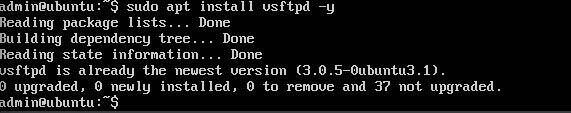 admin@ubuntu:~$ sudo apt install vsftpd -y
Reading package lists... Done
Building dependency tree... Done
Reading state information... Done
vsftpd is already the newest version (3.0.5-0ubuntu3.1).
0 upgraded, 0 newly installed, 0 to remove and 37 not upgraded.
admin@ubuntu:~$